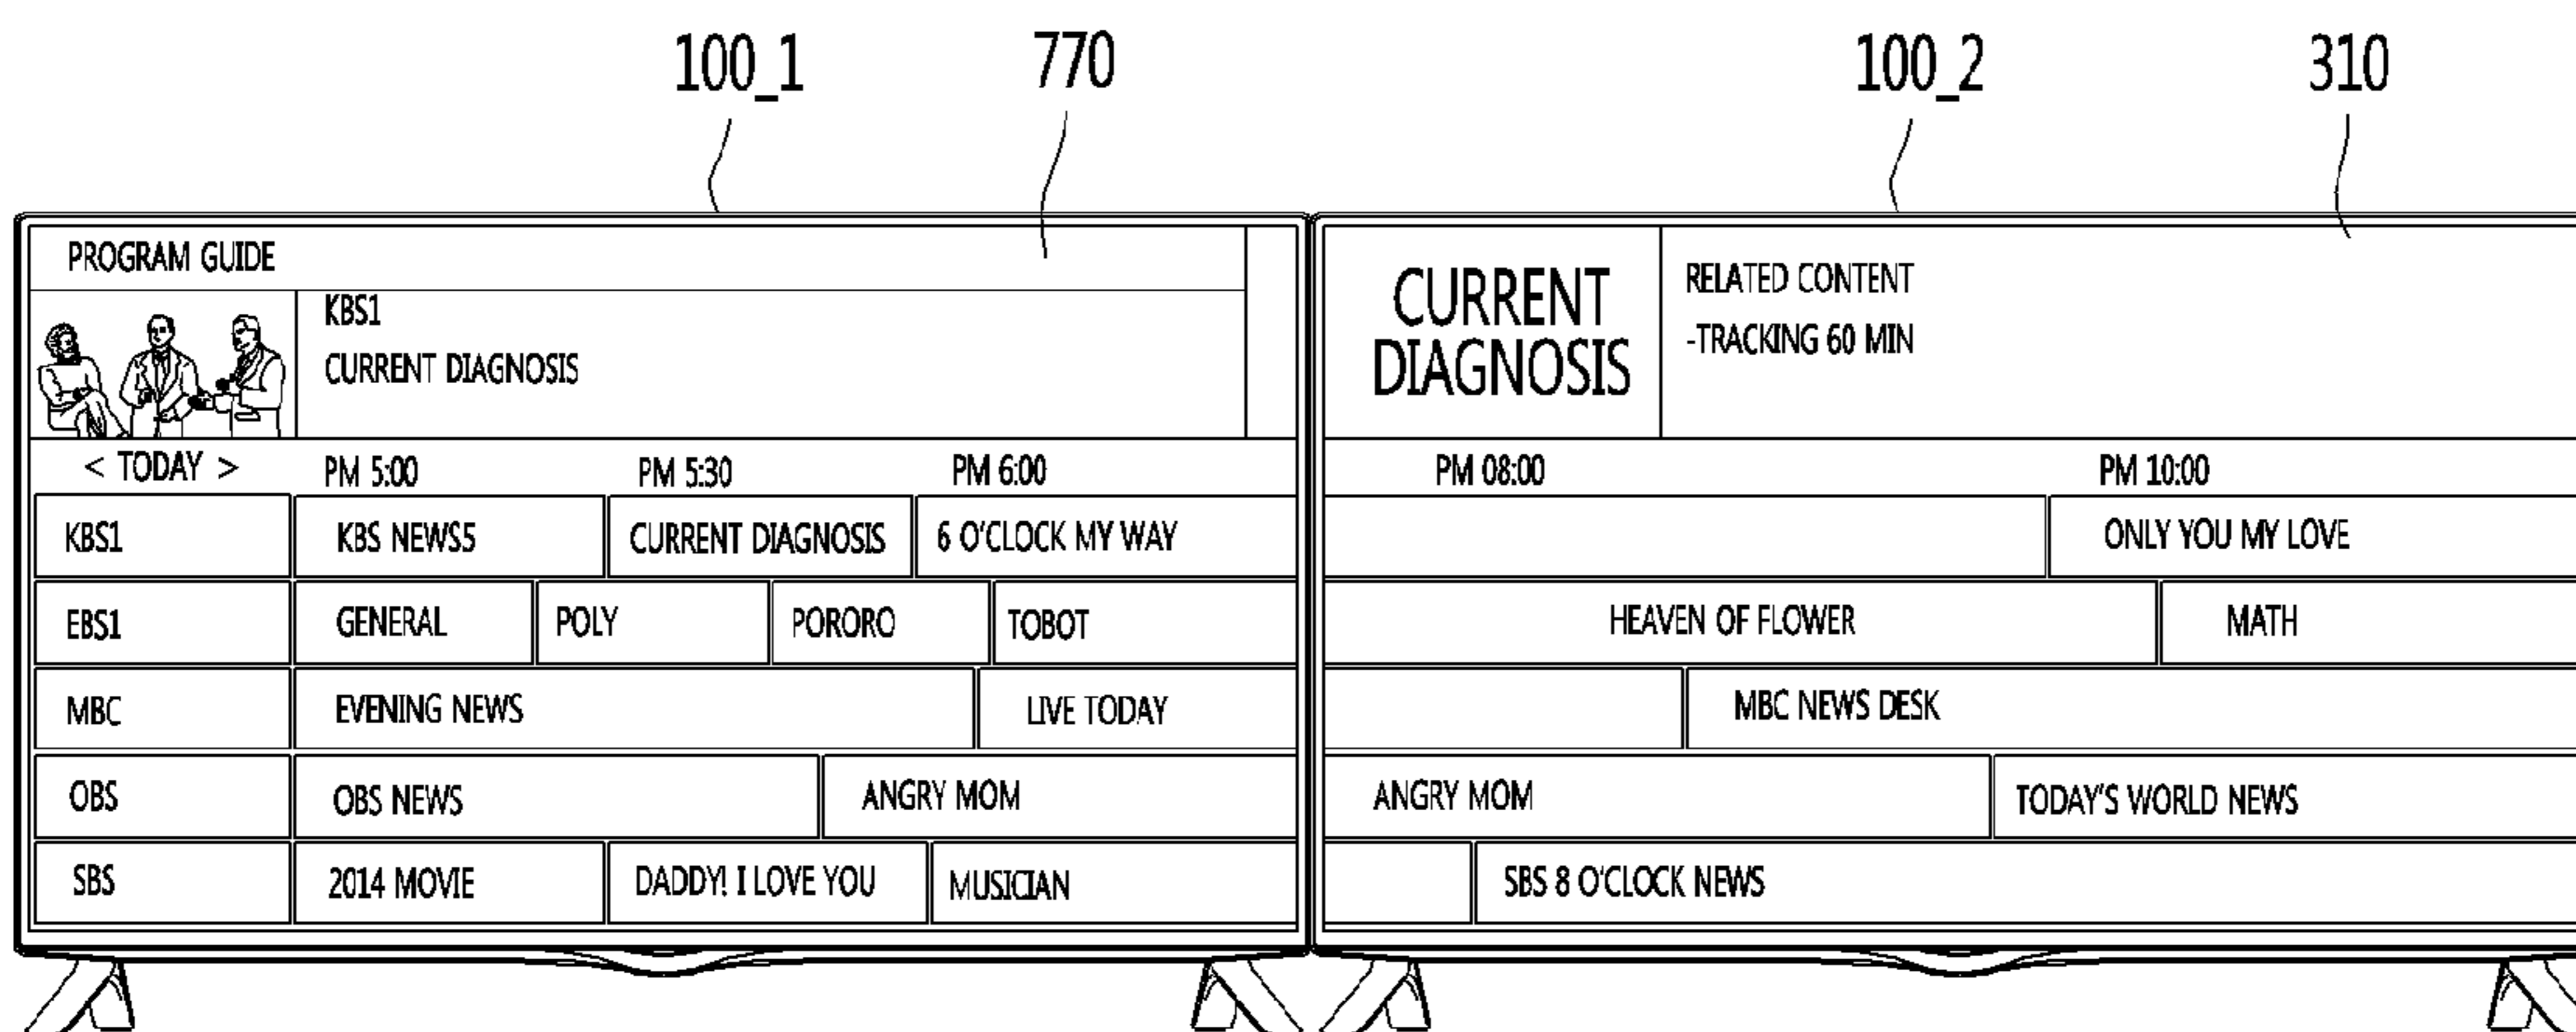 100_1
770
100_2
310
PROGRAM GUIDE
KBS1
CURRENT DIAGNOSIS
CURRENT
DIAGNOSIS
RELATED CONTENT
-TRACKING 60 MIN
< TODAY > PM 5:00 PM 5:30 PM 6:00 PM 08:00 PM 10:00
KBS1 KBS NEWS5 CURRENT DIAGNOSIS 6 O'CLOCK MY WAY ONLY YOU MY LOVE
EBS1 GENERAL POLY PORORO TOBOT HEAVEN OF FLOWER MATH
MBC EVENING NEWS LIVE TODAY MBC NEWS DESK
OBS OBS NEWS ANGRY MOM ANGRY MOM TODAY'S WORLD NEWS
SBS 2014 MOVIE DADDY! I LOVE YOU MUSICIAN SBS 8 O'CLOCK NEWS